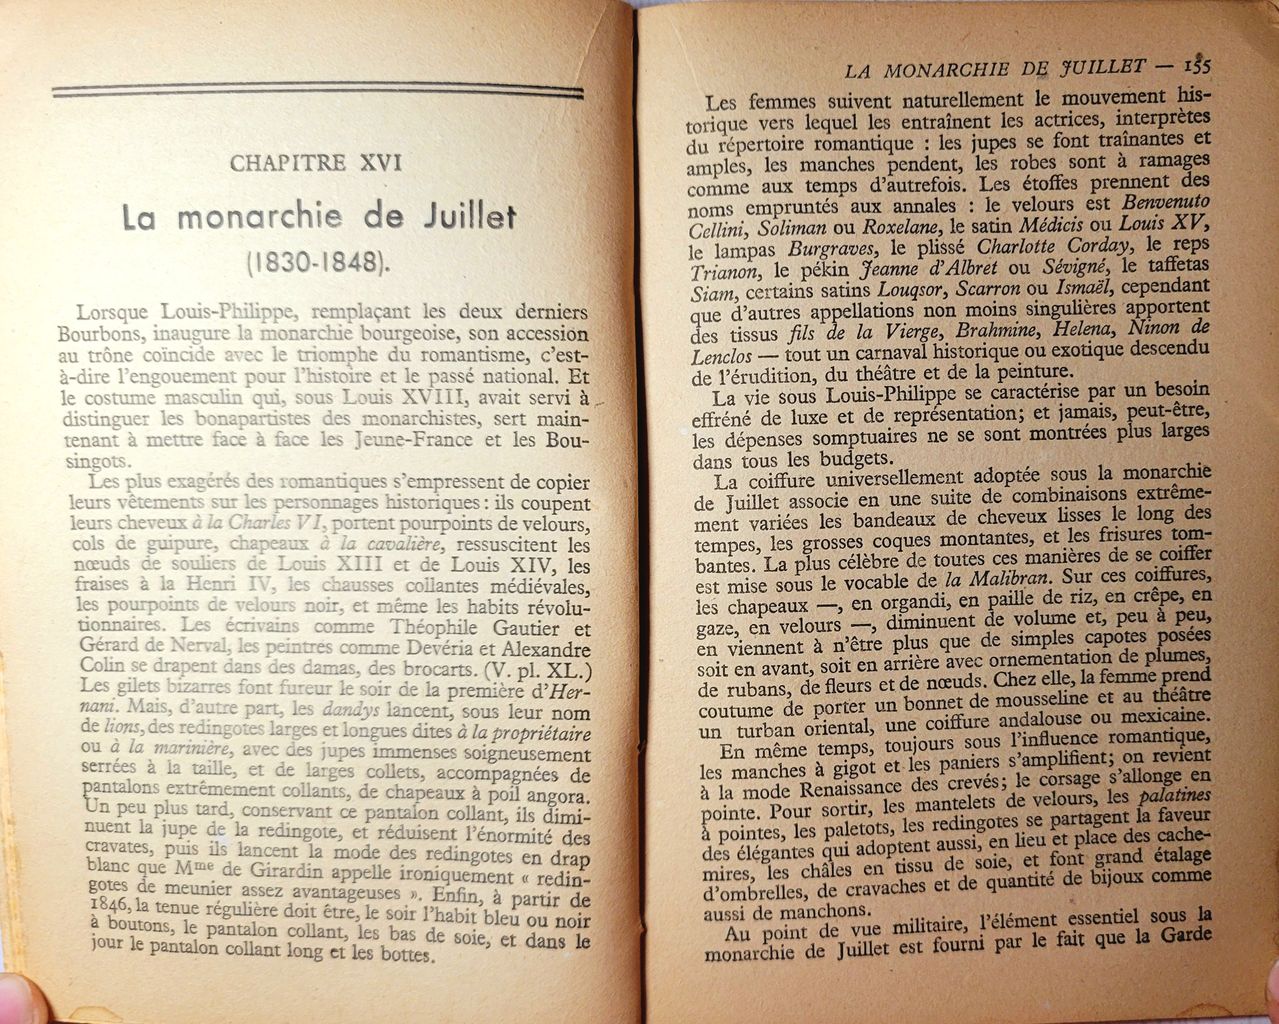 CHAPITRE XVI
La monarchie de Juillet
(1830-1848).
Lorsque Louis-Philippe, remplaçant les deux derniers
Bourbons, inaugure la monarchie bourgeoise, son accession
au trône coïncide avec le triomphe du romantisme, c'est-
à-dire l'engouement pour l'histoire et le passé national. Et
le costume masculin qui, sous Louis XVIII, avait servi à
distinguer les bonapartistes des monarchistes, sert main-
tenant à mettre face à face les Jeune-France et les Bou-
singots.
Les plus exagérés des romantiques s'empressent de copier
leurs vêtements sur les personnages historiques : ils coupent
leurs cheveux à la Charles VI, portent pourpoints de velours,
cols de guipure, chapeaux à la cavalière, ressuscitent les
nœuds de souliers de Louis XIII et de Louis XIV, les
fraises à la Henri IV, les chausses collantes médiévales,
les pourpoints de velours noir, et même les habits révolu-
tionnaires. Les écrivains comme Théophile Gautier et
Gérard de Nerval, les peintres comme Devéria et Alexandre
Colin se drapent dans des damas, des brocarts. (V. pl. XL.)
Les gilets bizarres font fureur le soir de la première d'Her-
nani. Mais, d'autre part, les dandys lancent, sous leur nom
de lions, des redingotes larges et longues dites à la propriétaire
ou à la marinière, avec des jupes immenses soigneusement
serrées à la taille, et de larges collets, accompagnées de
pantalons extrêmement collants, de chapeaux à poil angora.
Un peu plus tard, conservant ce pantalon collant, ils dimi-
nuent la jupe de la redingote, et réduisent l'énormité des
cravates, puis ils lancent la mode des redingotes en drap
blanc que Mme de Girardin appelle ironiquement « redin-
gotes de meunier assez avantageuses ». Enfin, à partir de
1846, la tenue régulière doit être, le soir l'habit bleu ou noir
à boutons, le pantalon collant, les bas de soie, et dans le
jour le pantalon collant long et les bottes.
LA MONARCHIE DE JUILLET — 155
Les femmes suivent naturellement le mouvement his-
torique vers lequel les entraînent les actrices, interprètes
du répertoire romantique : les jupes se font traînantes et
amples, les manches pendent, les robes sont à ramages
comme aux temps d'autrefois. Les étoffes prennent des
noms empruntés aux annales : le velours est Benvenuto
Cellini, Soliman ou Roxelane, le satin Médicis ou Louis XV,
le lampas Burgraves, le plissé Charlotte Corday, le reps
Trianon, le pékin Jeanne d'Albret ou Sévigné, le taffetas
Siam, certains satins Louqsor, Scarron ou Ismaël, cependant
que d'autres appellations non moins singulières apportent
des tissus fils de la Vierge, Brahmine, Helena, Ninon de
Lenclos — tout un carnaval historique ou exotique descendu
de l'érudition, du théâtre et de la peinture.
La vie sous Louis-Philippe se caractérise par un besoin
effréné de luxe et de représentation; et jamais, peut-être,
les dépenses somptuaires ne se sont montrées plus larges
dans tous les budgets.
La coiffure universellement adoptée sous la monarchie
de Juillet associe en une suite de combinaisons extrême-
ment variées les bandeaux de cheveux lisses le long des
tempes, les grosses coques montantes, et les frisures tom-
bantes. La plus célèbre de toutes ces manières de se coiffer
est mise sous le vocable de la Malibran. Sur ces coiffures,
les chapeaux —, en organdi, en paille de riz, en crêpe, en
gaze, en velours —, diminuent de volume et, peu à peu,
en viennent à n'être plus que de simples capotes posées
soit en avant, soit en arrière avec ornementation de plumes,
de rubans, de fleurs et de nœuds. Chez elle, la femme prend
coutume de porter un bonnet de mousseline et au théâtre
un turban oriental, une coiffure andalouse ou mexicaine.
En même temps, toujours sous l'influence romantique,
les manches à gigot et les paniers s'amplifient; on revient
à la mode Renaissance des crevés; le corsage s'allonge en
pointe. Pour sortir, les mantelets de velours, les palatines
à pointes, les paletots, les redingotes se partagent la faveur
des élégantes qui adoptent aussi, en lieu et place des cache-
mires, les châles en tissu de soie, et font grand étalage
d'ombrelles, de cravaches et de quantité de bijoux comme
aussi de manchons.
Au point de vue militaire, l'élément essentiel sous la
monarchie de Juillet est fourni par le fait que la Garde